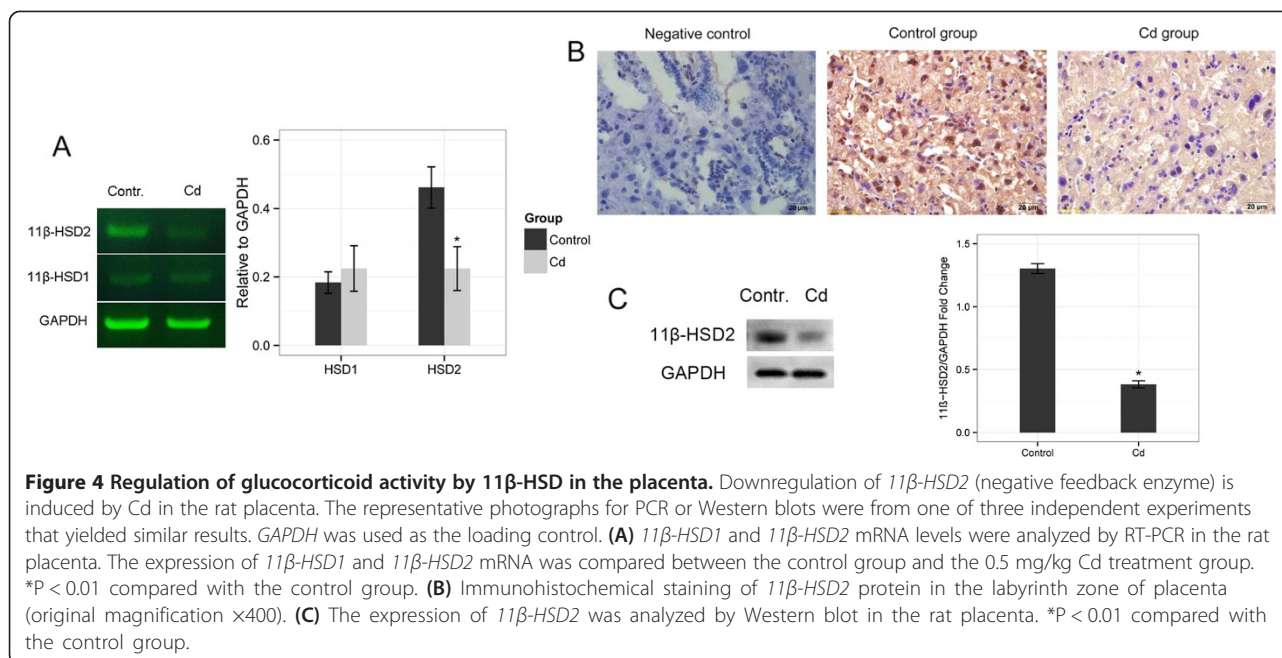 A
Contr. Cd
11β-HSD2
11β-HSD1
GAPDH
Relative to GAPDH
0.6
0.4
0.2
0.0
HSD1 HSD2
*
Group
Control
Cd
B
Negative control Control group Cd group
20 µm 20 µm 20 µm
C
Contr. Cd
11β-HSD2
GAPDH
11ß-HSD2/GAPDH Fold Change
1.5
1.0
0.5
0.0
*
Control Cd
Figure 4 Regulation of glucocorticoid activity by 11β-HSD in the placenta. Downregulation of 11β-HSD2 (negative feedback enzyme) is
induced by Cd in the rat placenta. The representative photographs for PCR or Western blots were from one of three independent experiments
that yielded similar results. GAPDH was used as the loading control. (A) 11β-HSD1 and 11β-HSD2 mRNA levels were analyzed by RT-PCR in the rat
placenta. The expression of 11β-HSD1 and 11β-HSD2 mRNA was compared between the control group and the 0.5 mg/kg Cd treatment group.
*P < 0.01 compared with the control group. (B) Immunohistochemical staining of 11β-HSD2 protein in the labyrinth zone of placenta
(original magnification ×400). (C) The expression of 11β-HSD2 was analyzed by Western blot in the rat placenta. *P < 0.01 compared with
the control group.